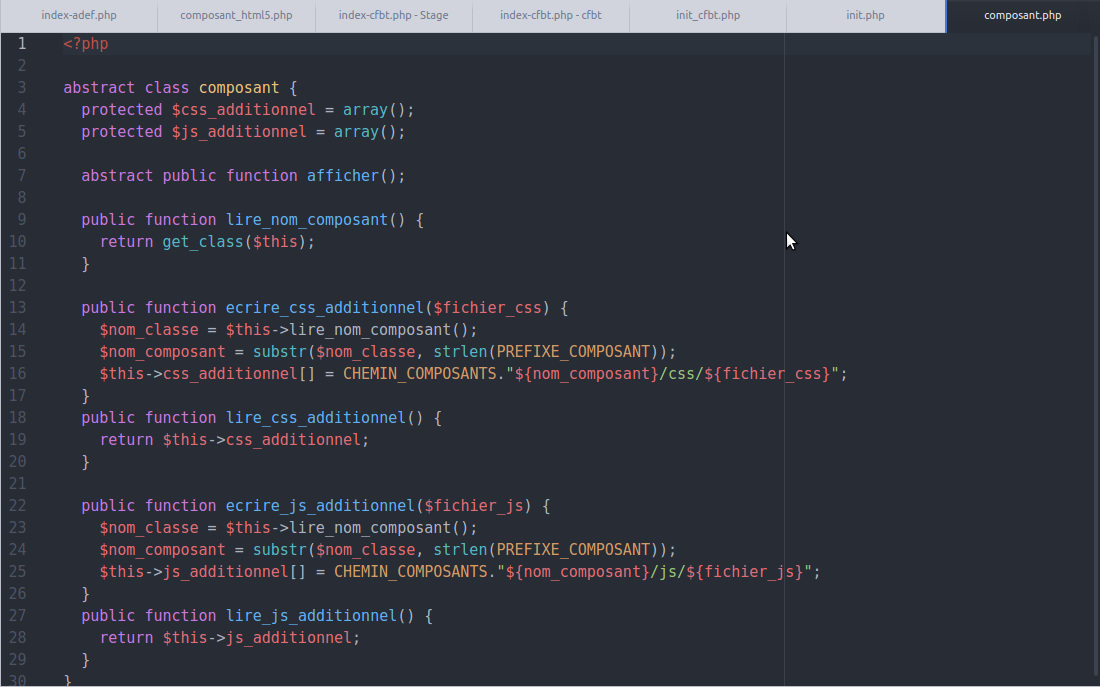 index-adef.php composant_html5.php index-cfbt.php - Stage index-cfbt.php - cfbt init_cfbt.php init.php composant.php
1 <?php
2
3 abstract class composant {
4   protected $css_additionnel = array();
5   protected $js_additionnel = array();
6
7   abstract public function afficher();
8
9   public function lire_nom_composant() {
10     return get_class($this);
11   }
12
13   public function ecrire_css_additionnel($fichier_css) {
14     $nom_classe = $this->lire_nom_composant();
15     $nom_composant = substr($nom_classe, strlen(PREFIXE_COMPOSANT));
16     $this->css_additionnel[] = CHEMIN_COMPOSANTS."${nom_composant}/css/${fichier_css}";
17   }
18   public function lire_css_additionnel() {
19     return $this->css_additionnel;
20   }
21
22   public function ecrire_js_additionnel($fichier_js) {
23     $nom_classe = $this->lire_nom_composant();
24     $nom_composant = substr($nom_classe, strlen(PREFIXE_COMPOSANT));
25     $this->js_additionnel[] = CHEMIN_COMPOSANTS."${nom_composant}/js/${fichier_js}";
26   }
27   public function lire_js_additionnel() {
28     return $this->js_additionnel;
29   }
30 }